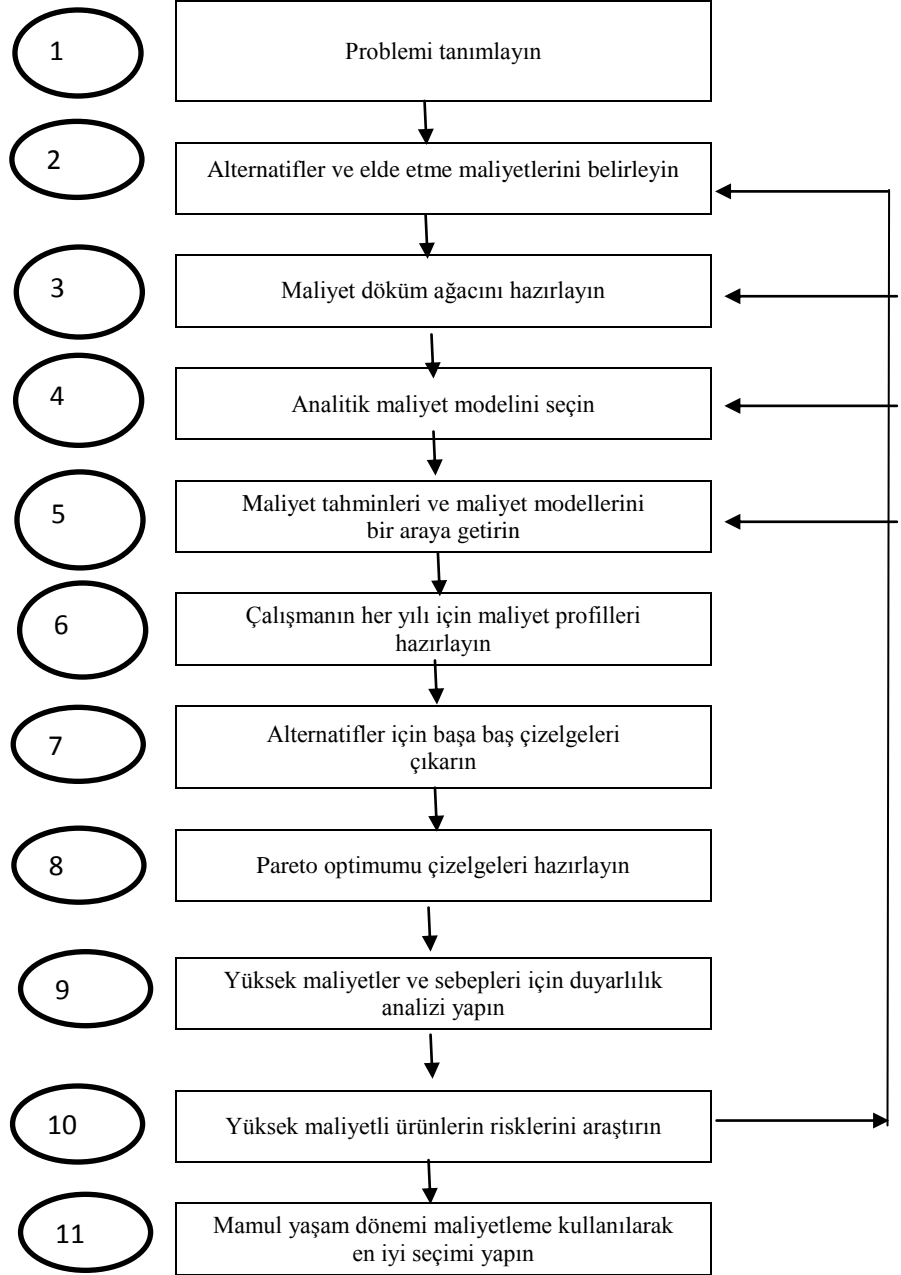 1
Problemi tanımlayın
2
Alternatifler ve elde etme maliyetlerini belirleyin
3
Maliyet döküm ağacını hazırlayın
4
Analitik maliyet modelini seçin
5
Maliyet tahminleri ve maliyet modellerini
bir araya getirin
6
Çalışmanın her yılı için maliyet profilleri
hazırlayın
7
Alternatifler için başa baş çizelgeleri
çıkarın
8
Pareto optimumu çizelgeleri hazırlayın
9
Yüksek maliyetler ve sebepleri için duyarlılık
analizi yapın
10
Yüksek maliyetli ürünlerin risklerini araştırın
11
Mamul yaşam dönemi maliyetleme kullanılarak
en iyi seçimi yapın